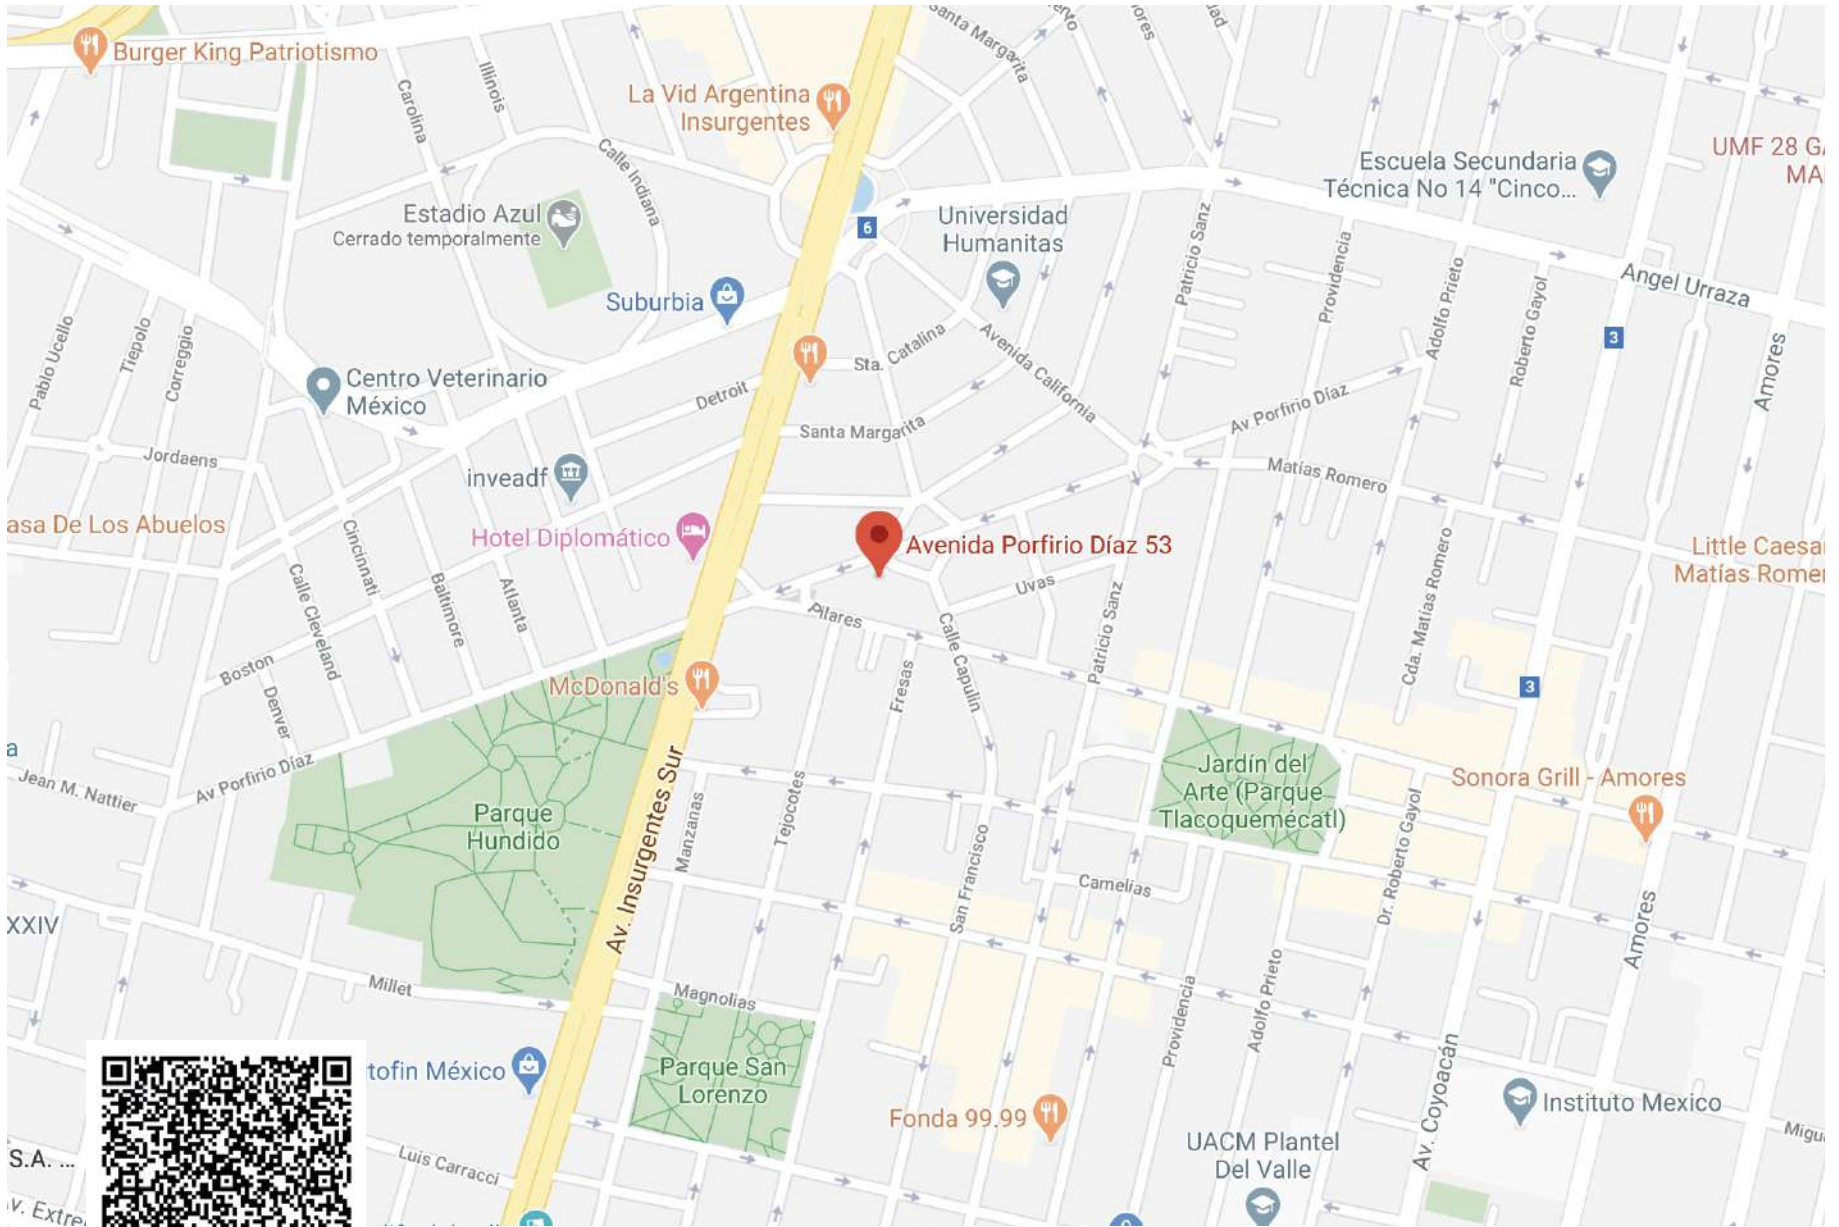 Burger King Patriotismo
Carolina
Illinois
La Vid Argentina
Insurgentes
Santa Margarita
Calle Indiana
Estadio Azul
Cerrado temporalmente
6
Universidad
Humanitas
Patricio Sanz
Escuela Secundaria
Técnica No 14 "Cinco...
UMF 28 G
MA
Providencia
Adolfo Prieto
Roberto Gayol
Angel Urraza
3
Amores
Suburbia
Pablo Ucello
Tiepolo
Correggio
Centro Veterinario
México
Detroit
Sta. Catalina
Avenida California
Santa Margarita
Av Porfirio Díaz
Matías Romero
Jordaens
inveadf
asa De Los Abuelos
Hotel Diplomático
Avenida Porfirio Díaz 53
Little Caesa
Matías Romer
Cincinnati
Calle Cleveland
Baltimore
Atlanta
Uvas
Pilares
Patricio Sanz
Cda. Matías Romero
Calle Capulín
Fresas
Boston
Denver
McDonald's
3
a
Jean M. Nattier
Av Porfirio Díaz
Av. Insurgentes Sur
Parque
Hundido
Manzanas
Tejocotes
Jardín del
Arte (Parque
Tlacoquemécatl)
Sonora Grill - Amores
Dr. Roberto Gayol
San Francisco
Camelias
XXIV
Amores
Millet
Magnolias
Providencia
Adolfo Prieto
Parque San
Lorenzo
tofin México
Fonda 99.99
Av. Coyoacán
Instituto Mexico
UACM Plantel
Del Valle
Migu
S.A. ...
Luis Carracci
v. Extre